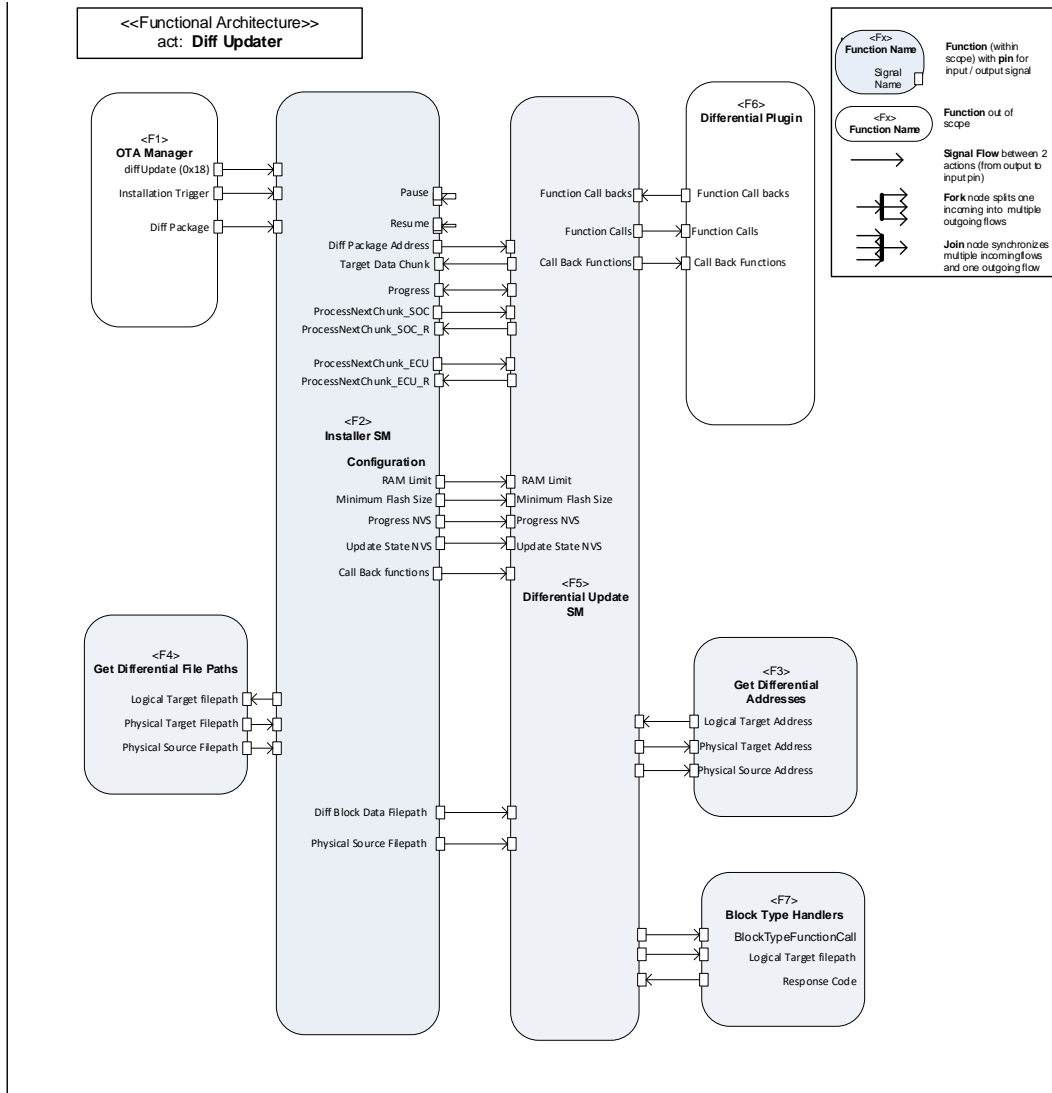 <<Functional Architecture>>
act: Diff Updater
<Fx>
Function Name
Signal
Name
Function (within
scope) with pin for
input / output signal
<Fx>
Function Name
Function out of
scope
Signal Flow between 2
actions (from output to
input pin)
Fork node splits one
incoming into multiple
outgoing flows
Join node synchronizes
multiple incoming flows
and one outgoing flow
<F1>
OTA Manager
diffUpdate (0x18)
Installation Trigger
Diff Package
Pause
Resume
Diff Package Address
Target Data Chunk
Progress
ProcessNextChunk_SOC
ProcessNextChunk_SOC_R
ProcessNextChunk_ECU
ProcessNextChunk_ECU_R
<F2>
Installer SM
Configuration
RAM Limit
Minimum Flash Size
Progress NVS
Update State NVS
Call Back functions
Diff Block Data Filepath
Physical Source Filepath
Function Call backs
Function Calls
Call Back Functions
RAM Limit
Minimum Flash Size
Progress NVS
Update State NVS
<F5>
Differential Update
SM
<F6>
Differential Plugin
Function Call backs
Function Calls
Call Back Functions
<F4>
Get Differential File Paths
Logical Target filepath
Physical Target Filepath
Physical Source Filepath
<F3>
Get Differential
Addresses
Logical Target Address
Physical Target Address
Physical Source Address
<F7>
Block Type Handlers
BlockTypeFunctionCall
Logical Target filepath
Response Code